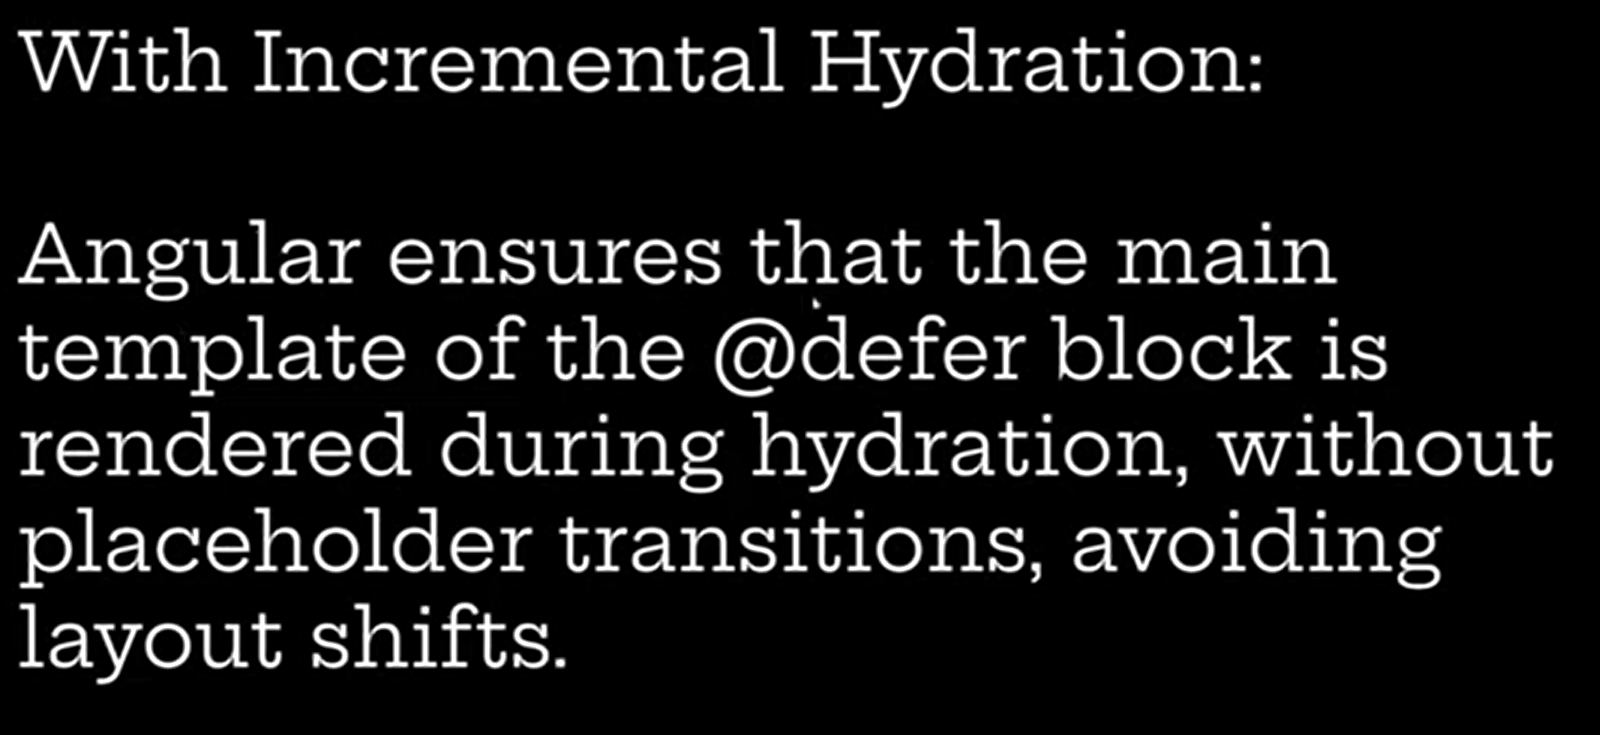 With Incremental Hydration:
Angular ensures that the main
template of the @defer block is
rendered during hydration, without
placeholder transitions, avoiding
layout shifts.